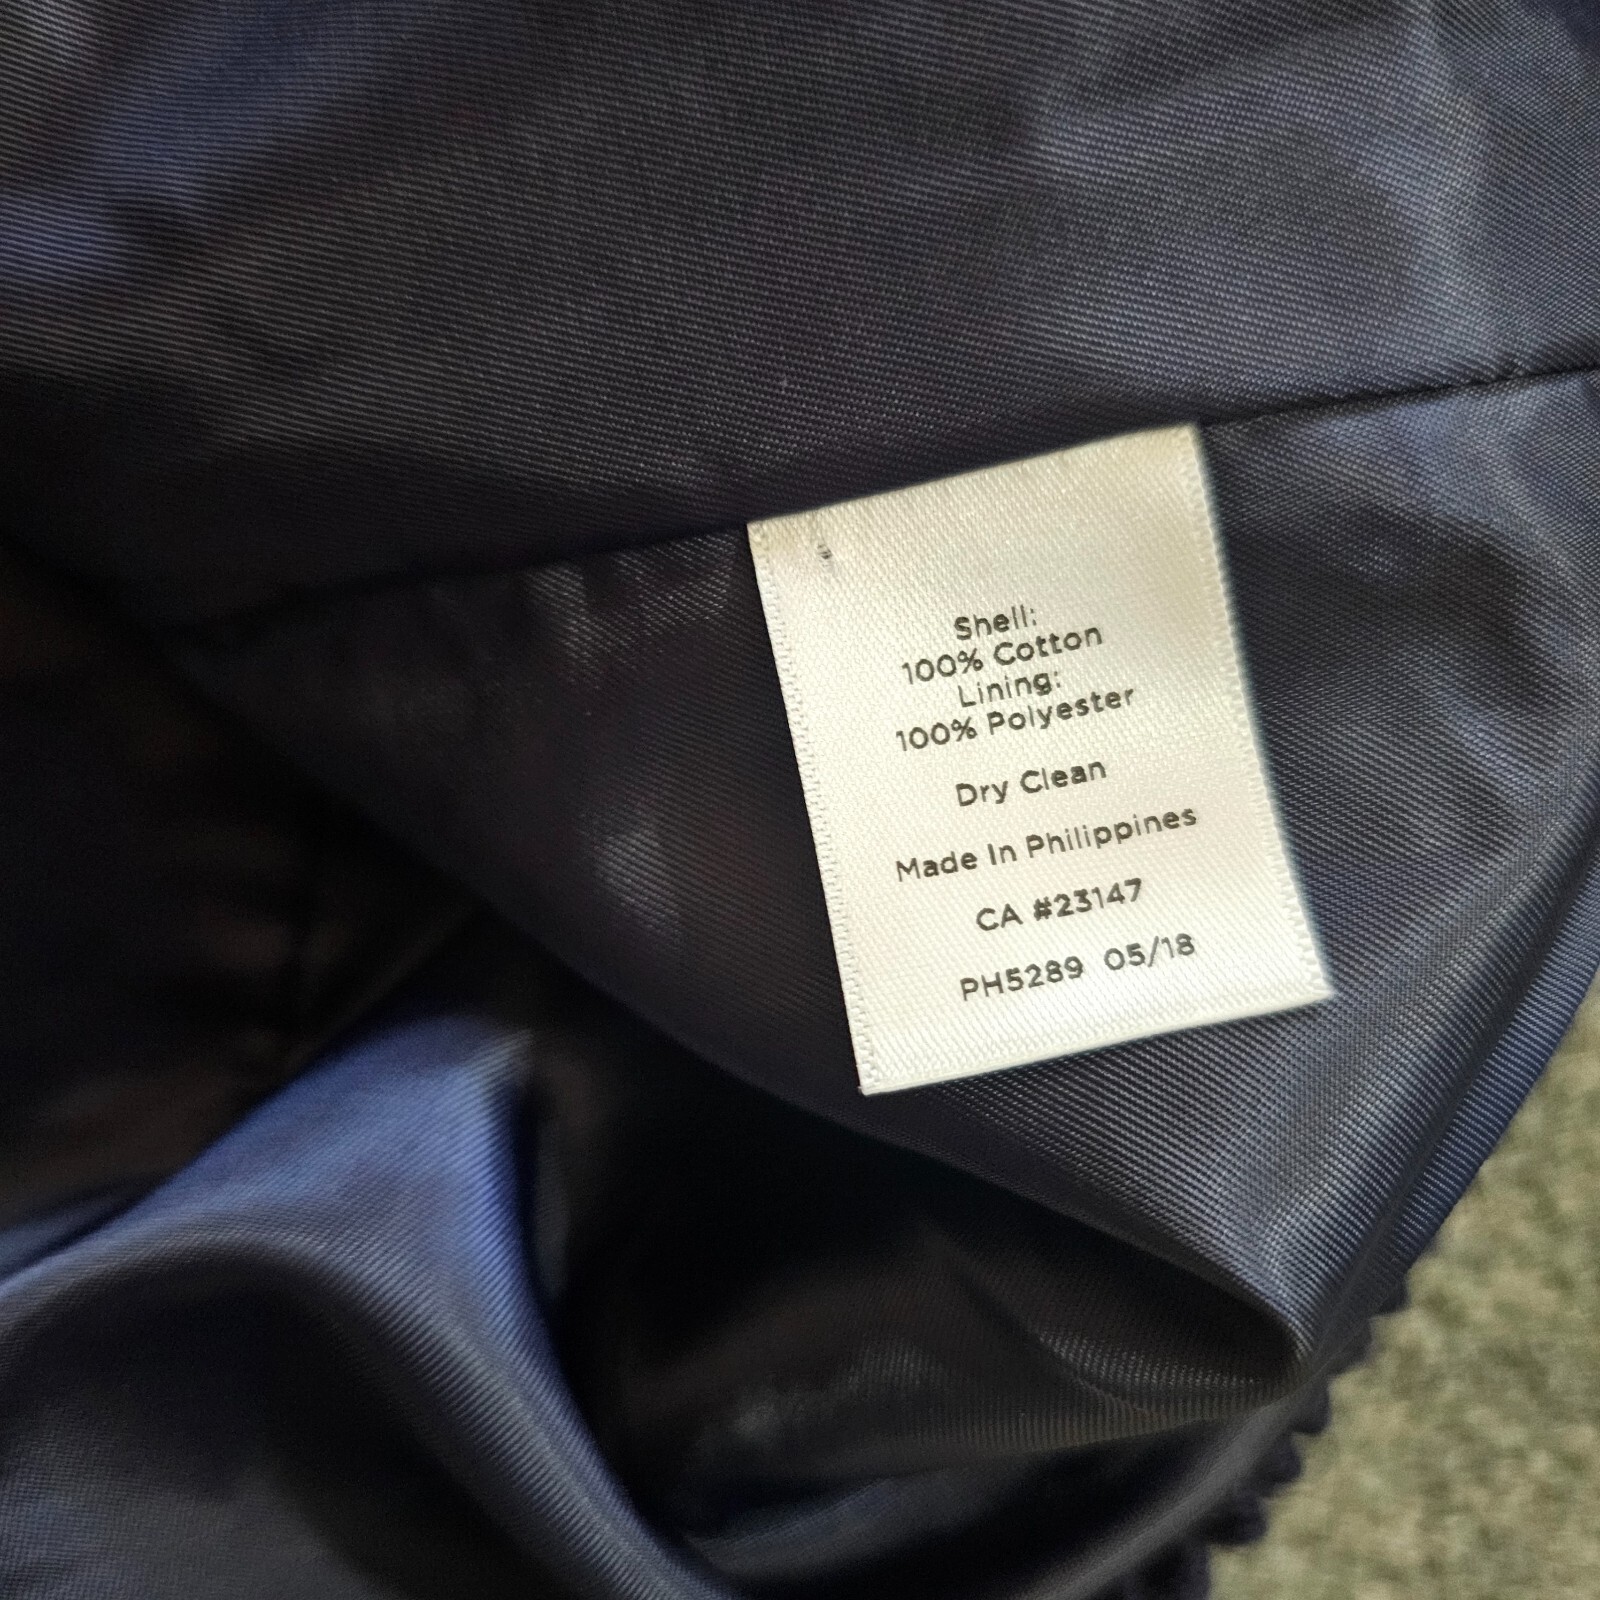 Shell:
100% Cotton
Lining:
100% Polyester
Dry Clean
Made In Philippines
CA #23147
PH5289 05/18